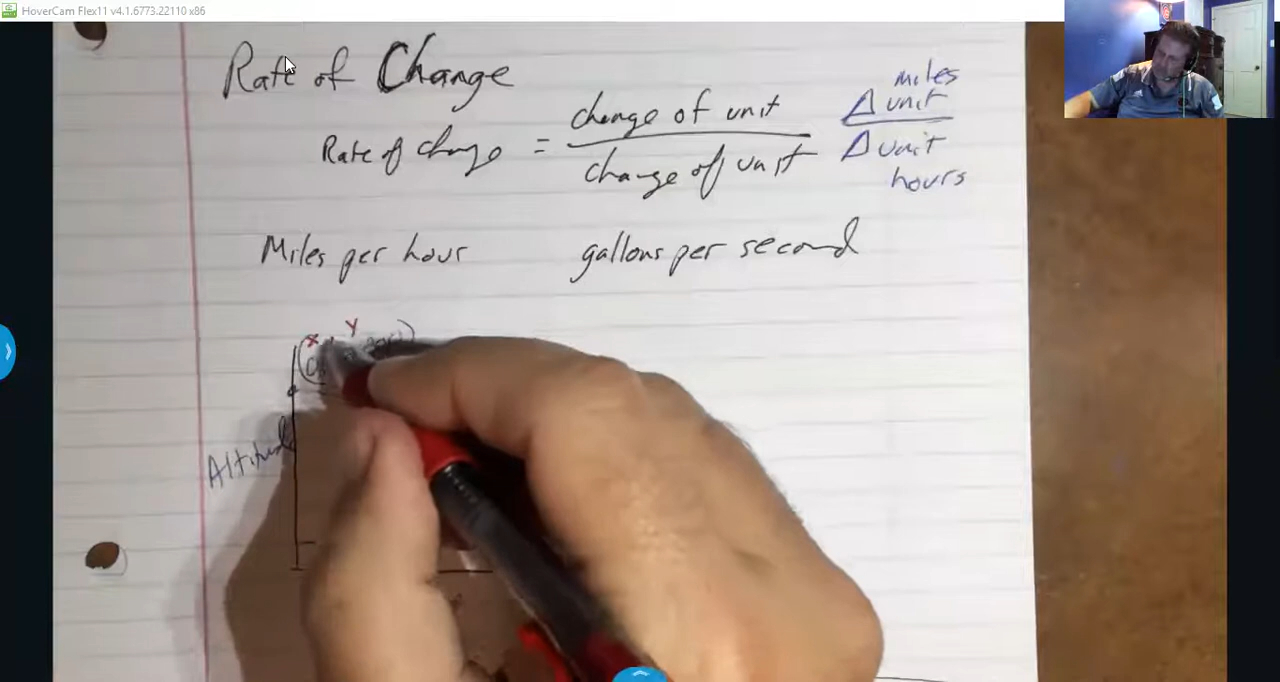 HoverCam Flex11 v4.1.6773.22110 x86
Rate of Change
Rate of change = change of unit / change of unit
miles
Δ unit
Δ unit
hours
Miles per hour gallons per second
x y
Altitud